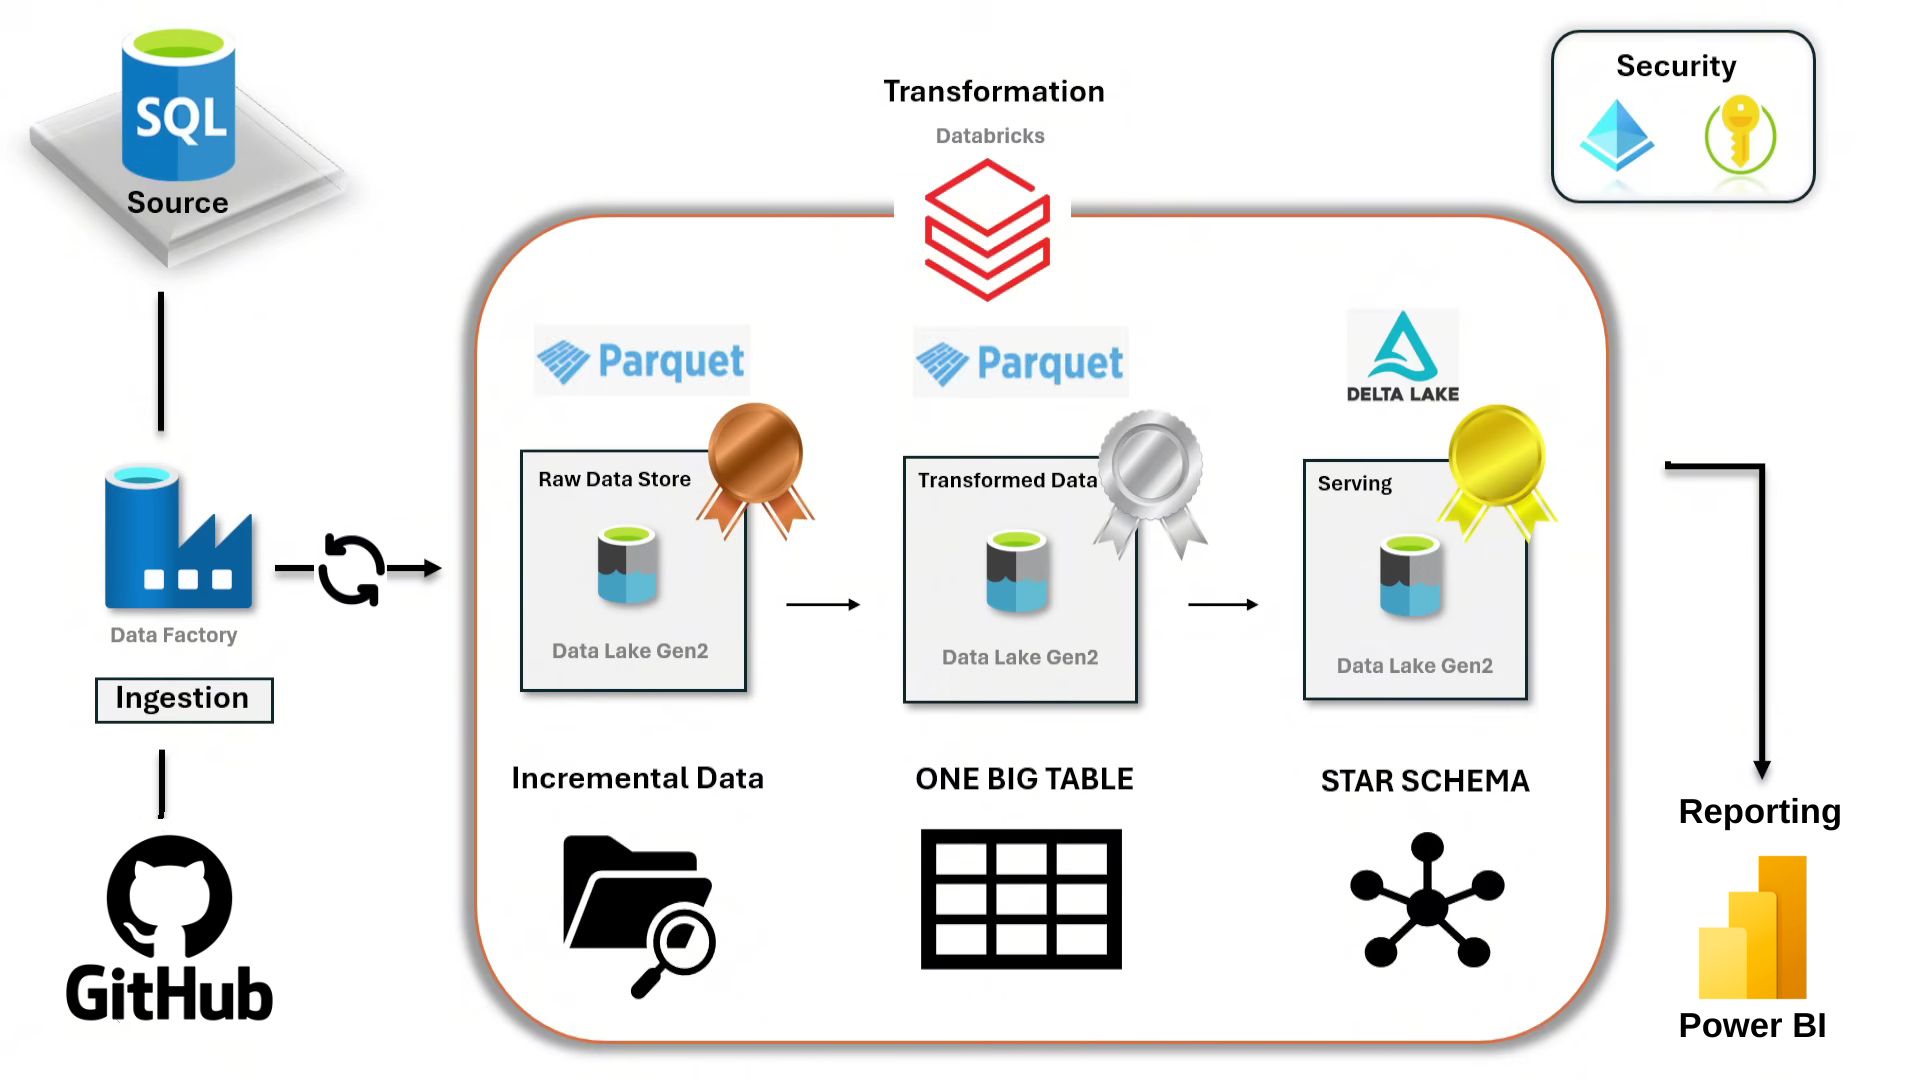 SQL
Source
Transformation
Databricks
Security
Parquet
Parquet
DELTA LAKE
Raw Data Store
Data Lake Gen2
Transformed Data
Data Lake Gen2
Serving
Data Lake Gen2
Data Factory
Ingestion
GitHub
Incremental Data
ONE BIG TABLE
STAR SCHEMA
Reporting
Power BI